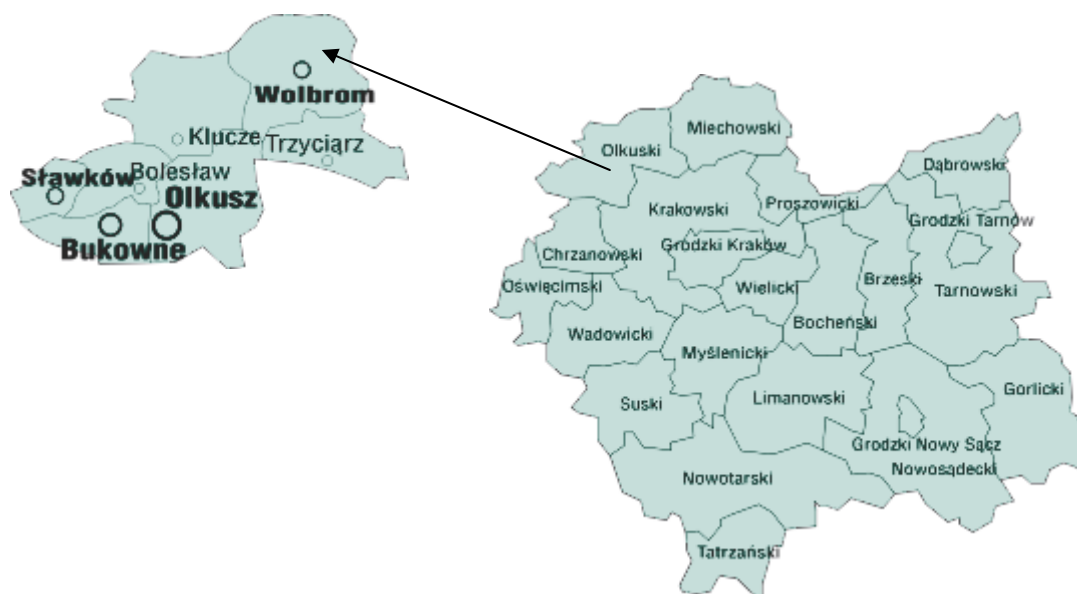 Wolbrom
Klucze
Trzyciąrz
Bolesław
Sławków
Olkusz
Bukowne
Miechowski
Olkuski
Dąbrowski
Krakowski
Proszowicki
Grodzki Tarnów
Grodzki Kraków
Chrzanowski
Oświęcimski
Wielicki
Brzeski
Tarnowski
Wadowicki
Bocheński
Myślenicki
Suski
Limanowski
Gorlicki
Grodzki Nowy Sącz
Nowosądecki
Nowotarski
Tatrzański